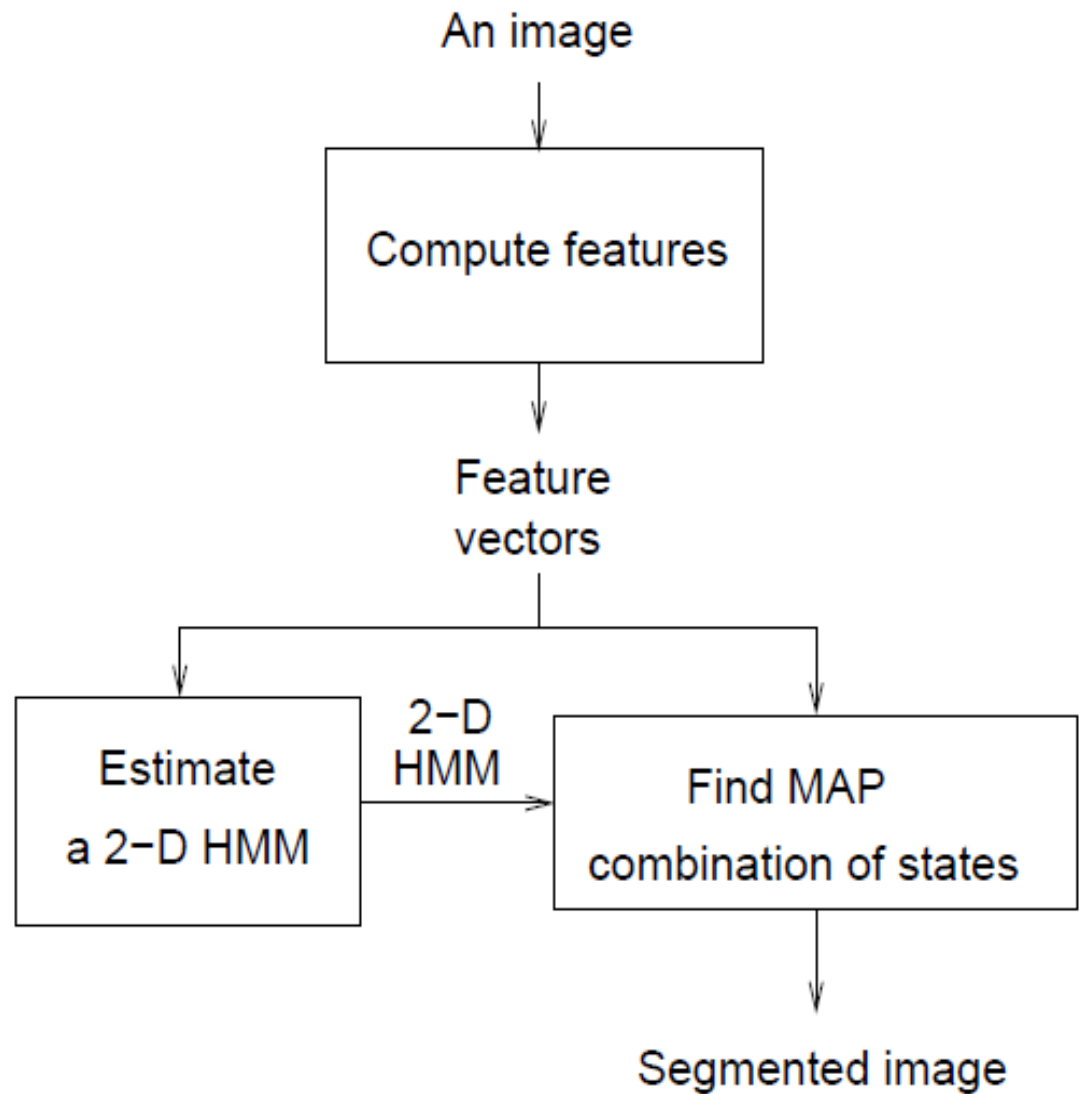 An image
Compute features
Feature
vectors
2−D
HMM
Estimate
a 2−D HMM
Find MAP
combination of states
Segmented image